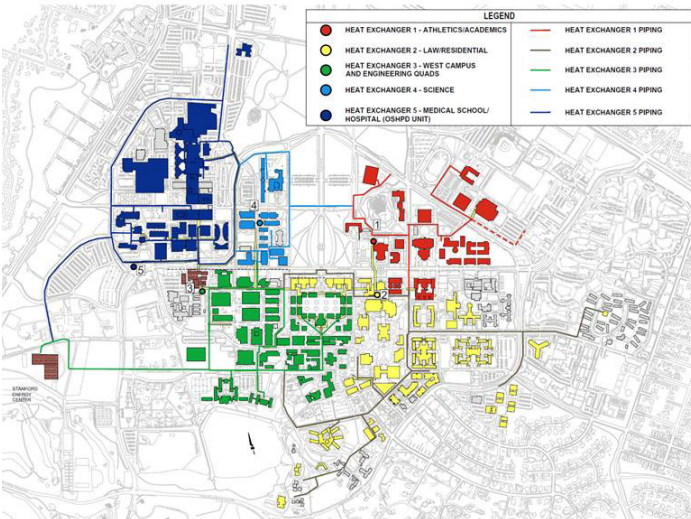 LEGEND
HEAT EXCHANGER 1 - ATHLETICS/ACADEMICS
HEAT EXCHANGER 1 PIPING
HEAT EXCHANGER 2 - LAW/RESIDENTIAL
HEAT EXCHANGER 2 PIPING
HEAT EXCHANGER 3 - WEST CAMPUS
AND ENGINEERING QUADS
HEAT EXCHANGER 3 PIPING
HEAT EXCHANGER 4 - SCIENCE
HEAT EXCHANGER 4 PIPING
HEAT EXCHANGER 5 - MEDICAL SCHOOL/
HOSPITAL (OSHPD UNIT)
HEAT EXCHANGER 5 PIPING
4
1
5
3
2
STANFORD
ENERGY
CENTER